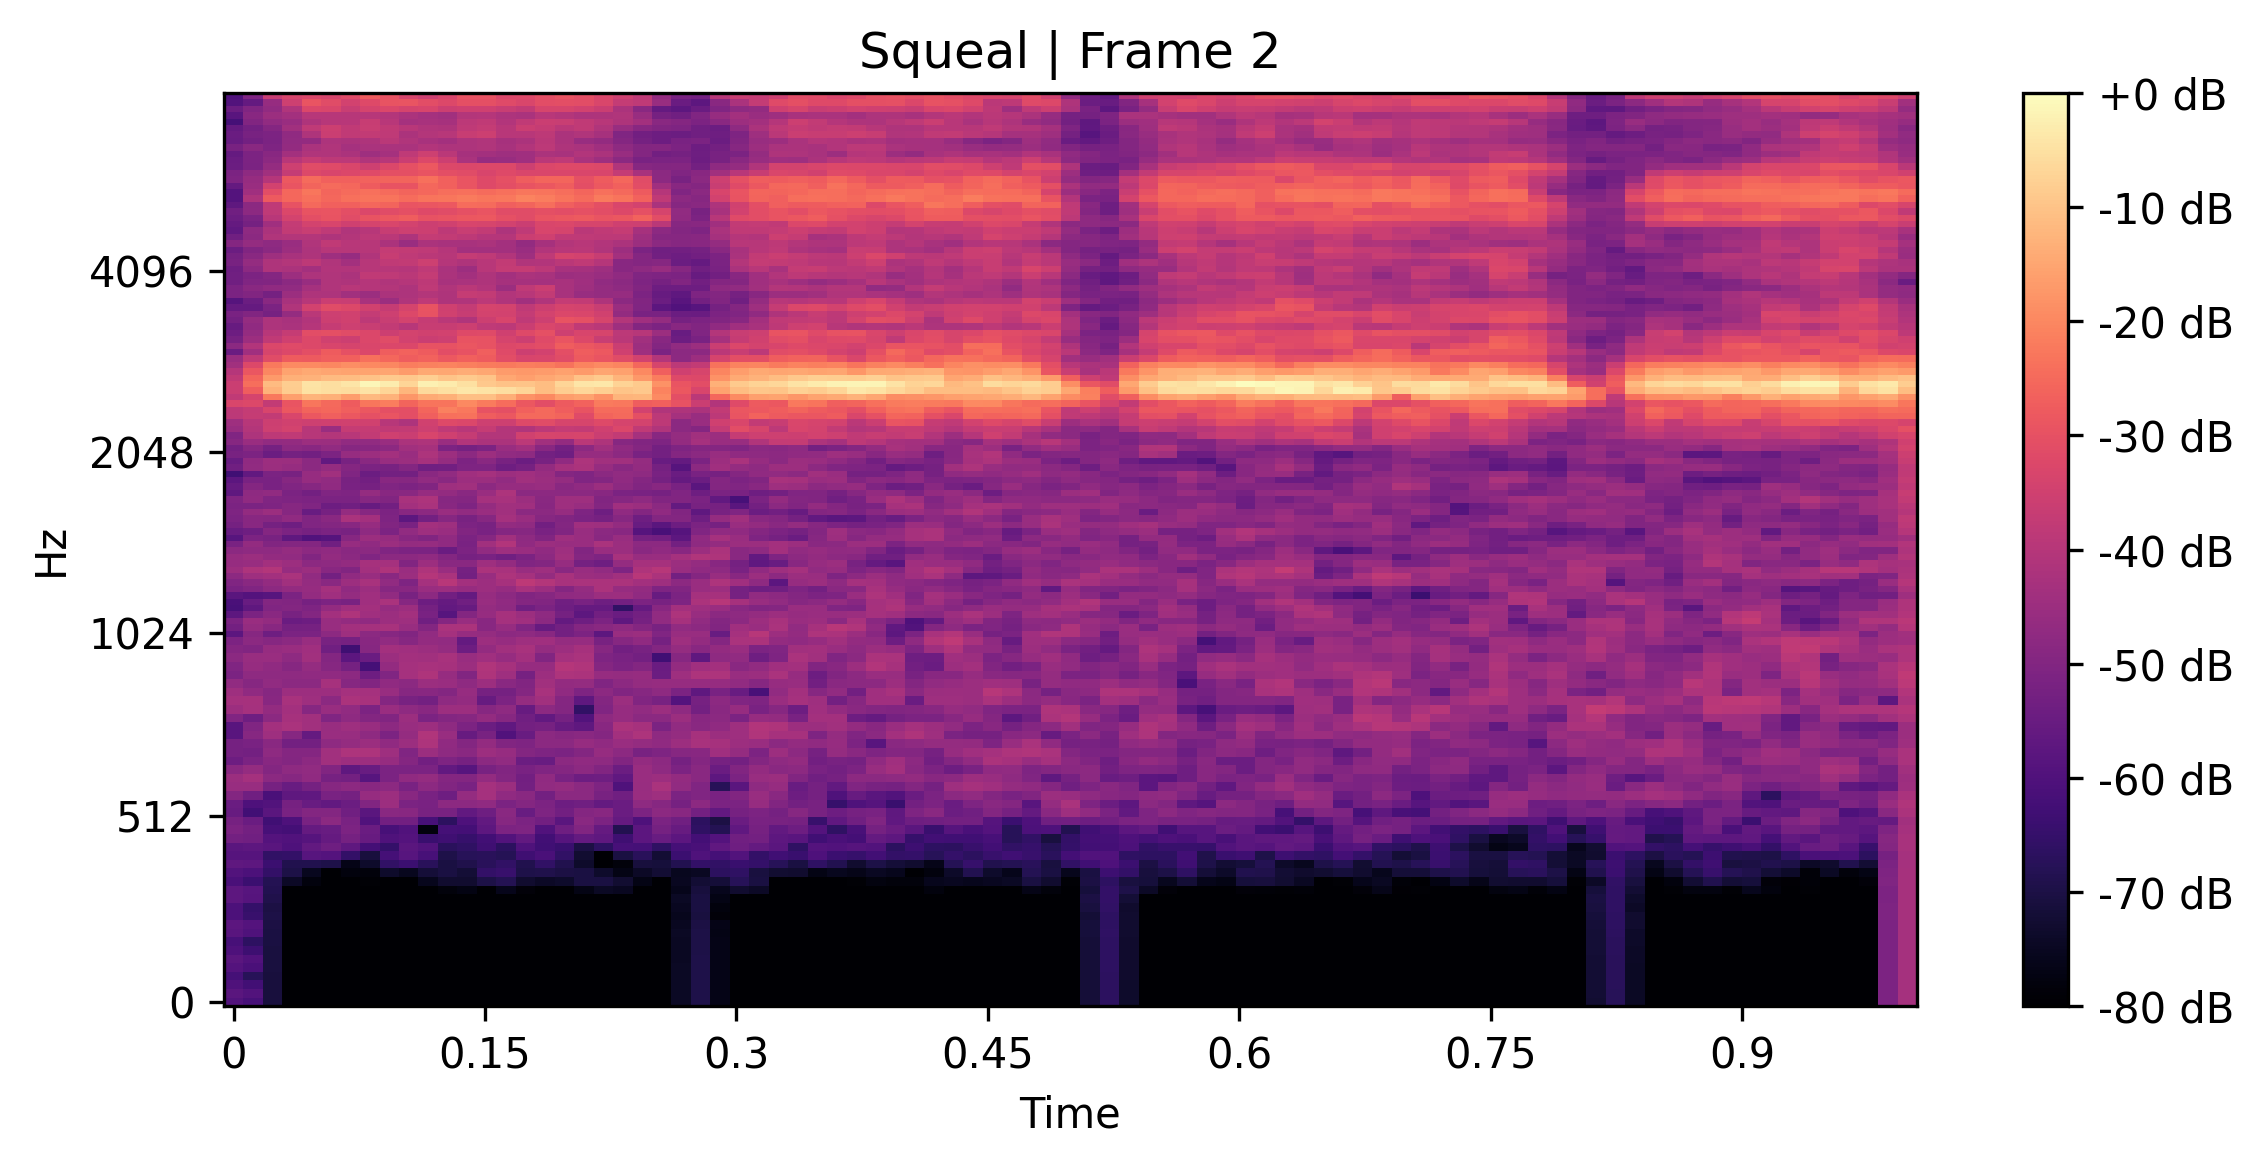 Squeal | Frame 2
+0 dB
-10 dB
-20 dB
-30 dB
-40 dB
-50 dB
-60 dB
-70 dB
-80 dB
Hz
4096
2048
1024
512
0
0 0.15 0.3 0.45 0.6 0.75 0.9
Time